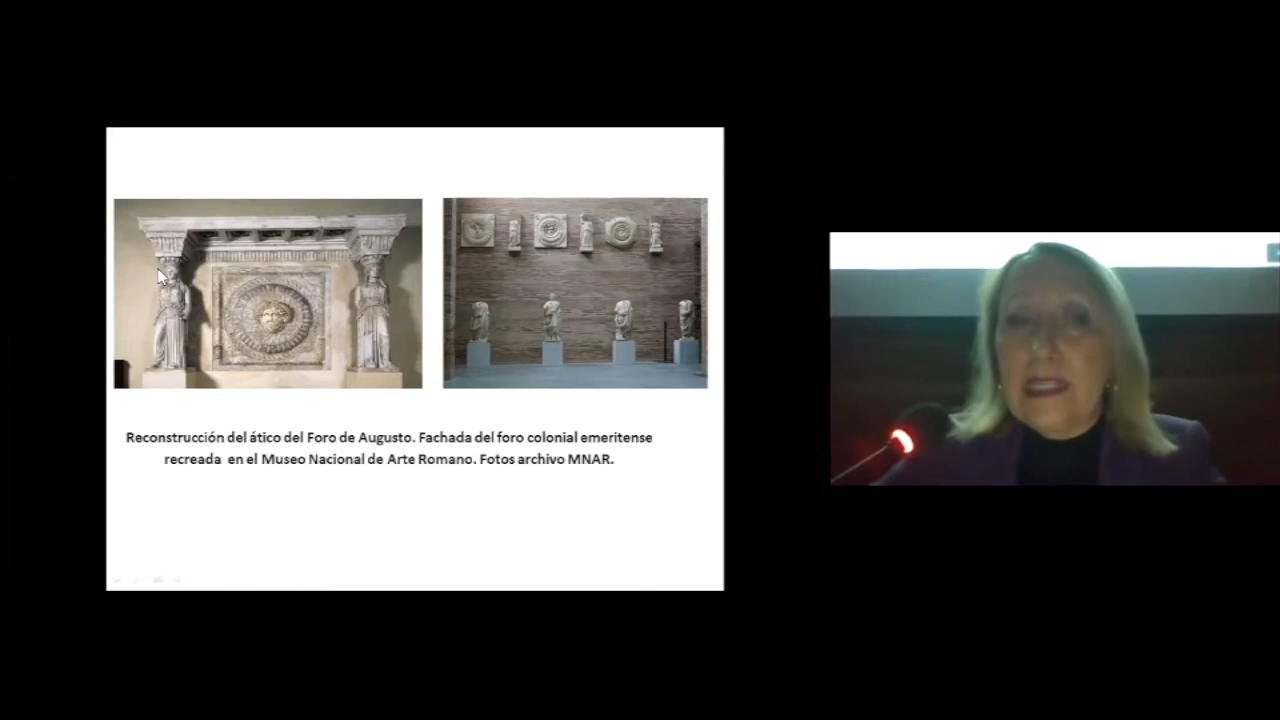 Reconstrucción del ático del Foro de Augusto. Fachada del foro colonial emeritense
recreada en el Museo Nacional de Arte Romano. Fotos archivo MNAR.